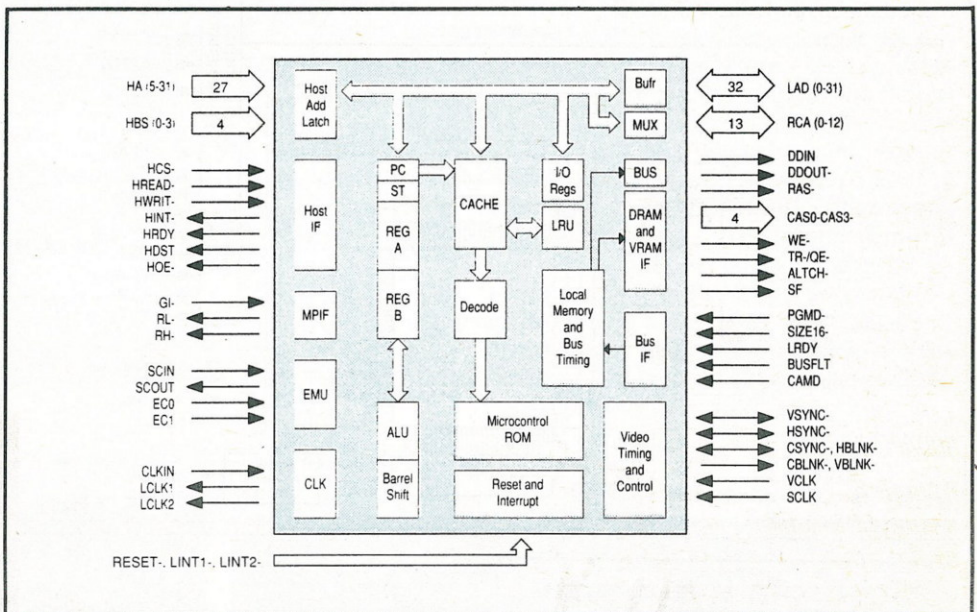 HA (5-31)
27
HBS (0-3)
4
HCS-
HREAD-
HWRIT-
HINT-
HRDY
HDST
HOE-
GI-
RL-
RH-
SCIN
SCOUT
EC0
EC1
CLKIN
LCLK1
LCLK2
RESET-. LINT1-. LINT2-
Host
Add
Latch
Host
IF
MPIF
EMU
CLK
PC
ST
REG
A
REG
B
ALU
Barrel
Shift
CACHE
Decode
Microcontrol
ROM
Reset and
Interrupt
I/O
Regs
LRU
Local
Memory
and
Bus
Timing
Bufr
MUX
BUS
DRAM
and
VRAM
IF
Bus
IF
Video
Timing
and
Control
32
LAD (0-31)
13
RCA (0-12)
DDIN
DDOUT-
RAS-
4
CAS0-CAS3-
WE-
TR-/QE-
ALTCH-
SF
PGMD-
SIZE16-
LRDY
BUSFLT
CAMD
VSYNC-
HSYNC-
CSYNC-, HBLNK-
CBLNK-, VBLNK-
VCLK
SCLK